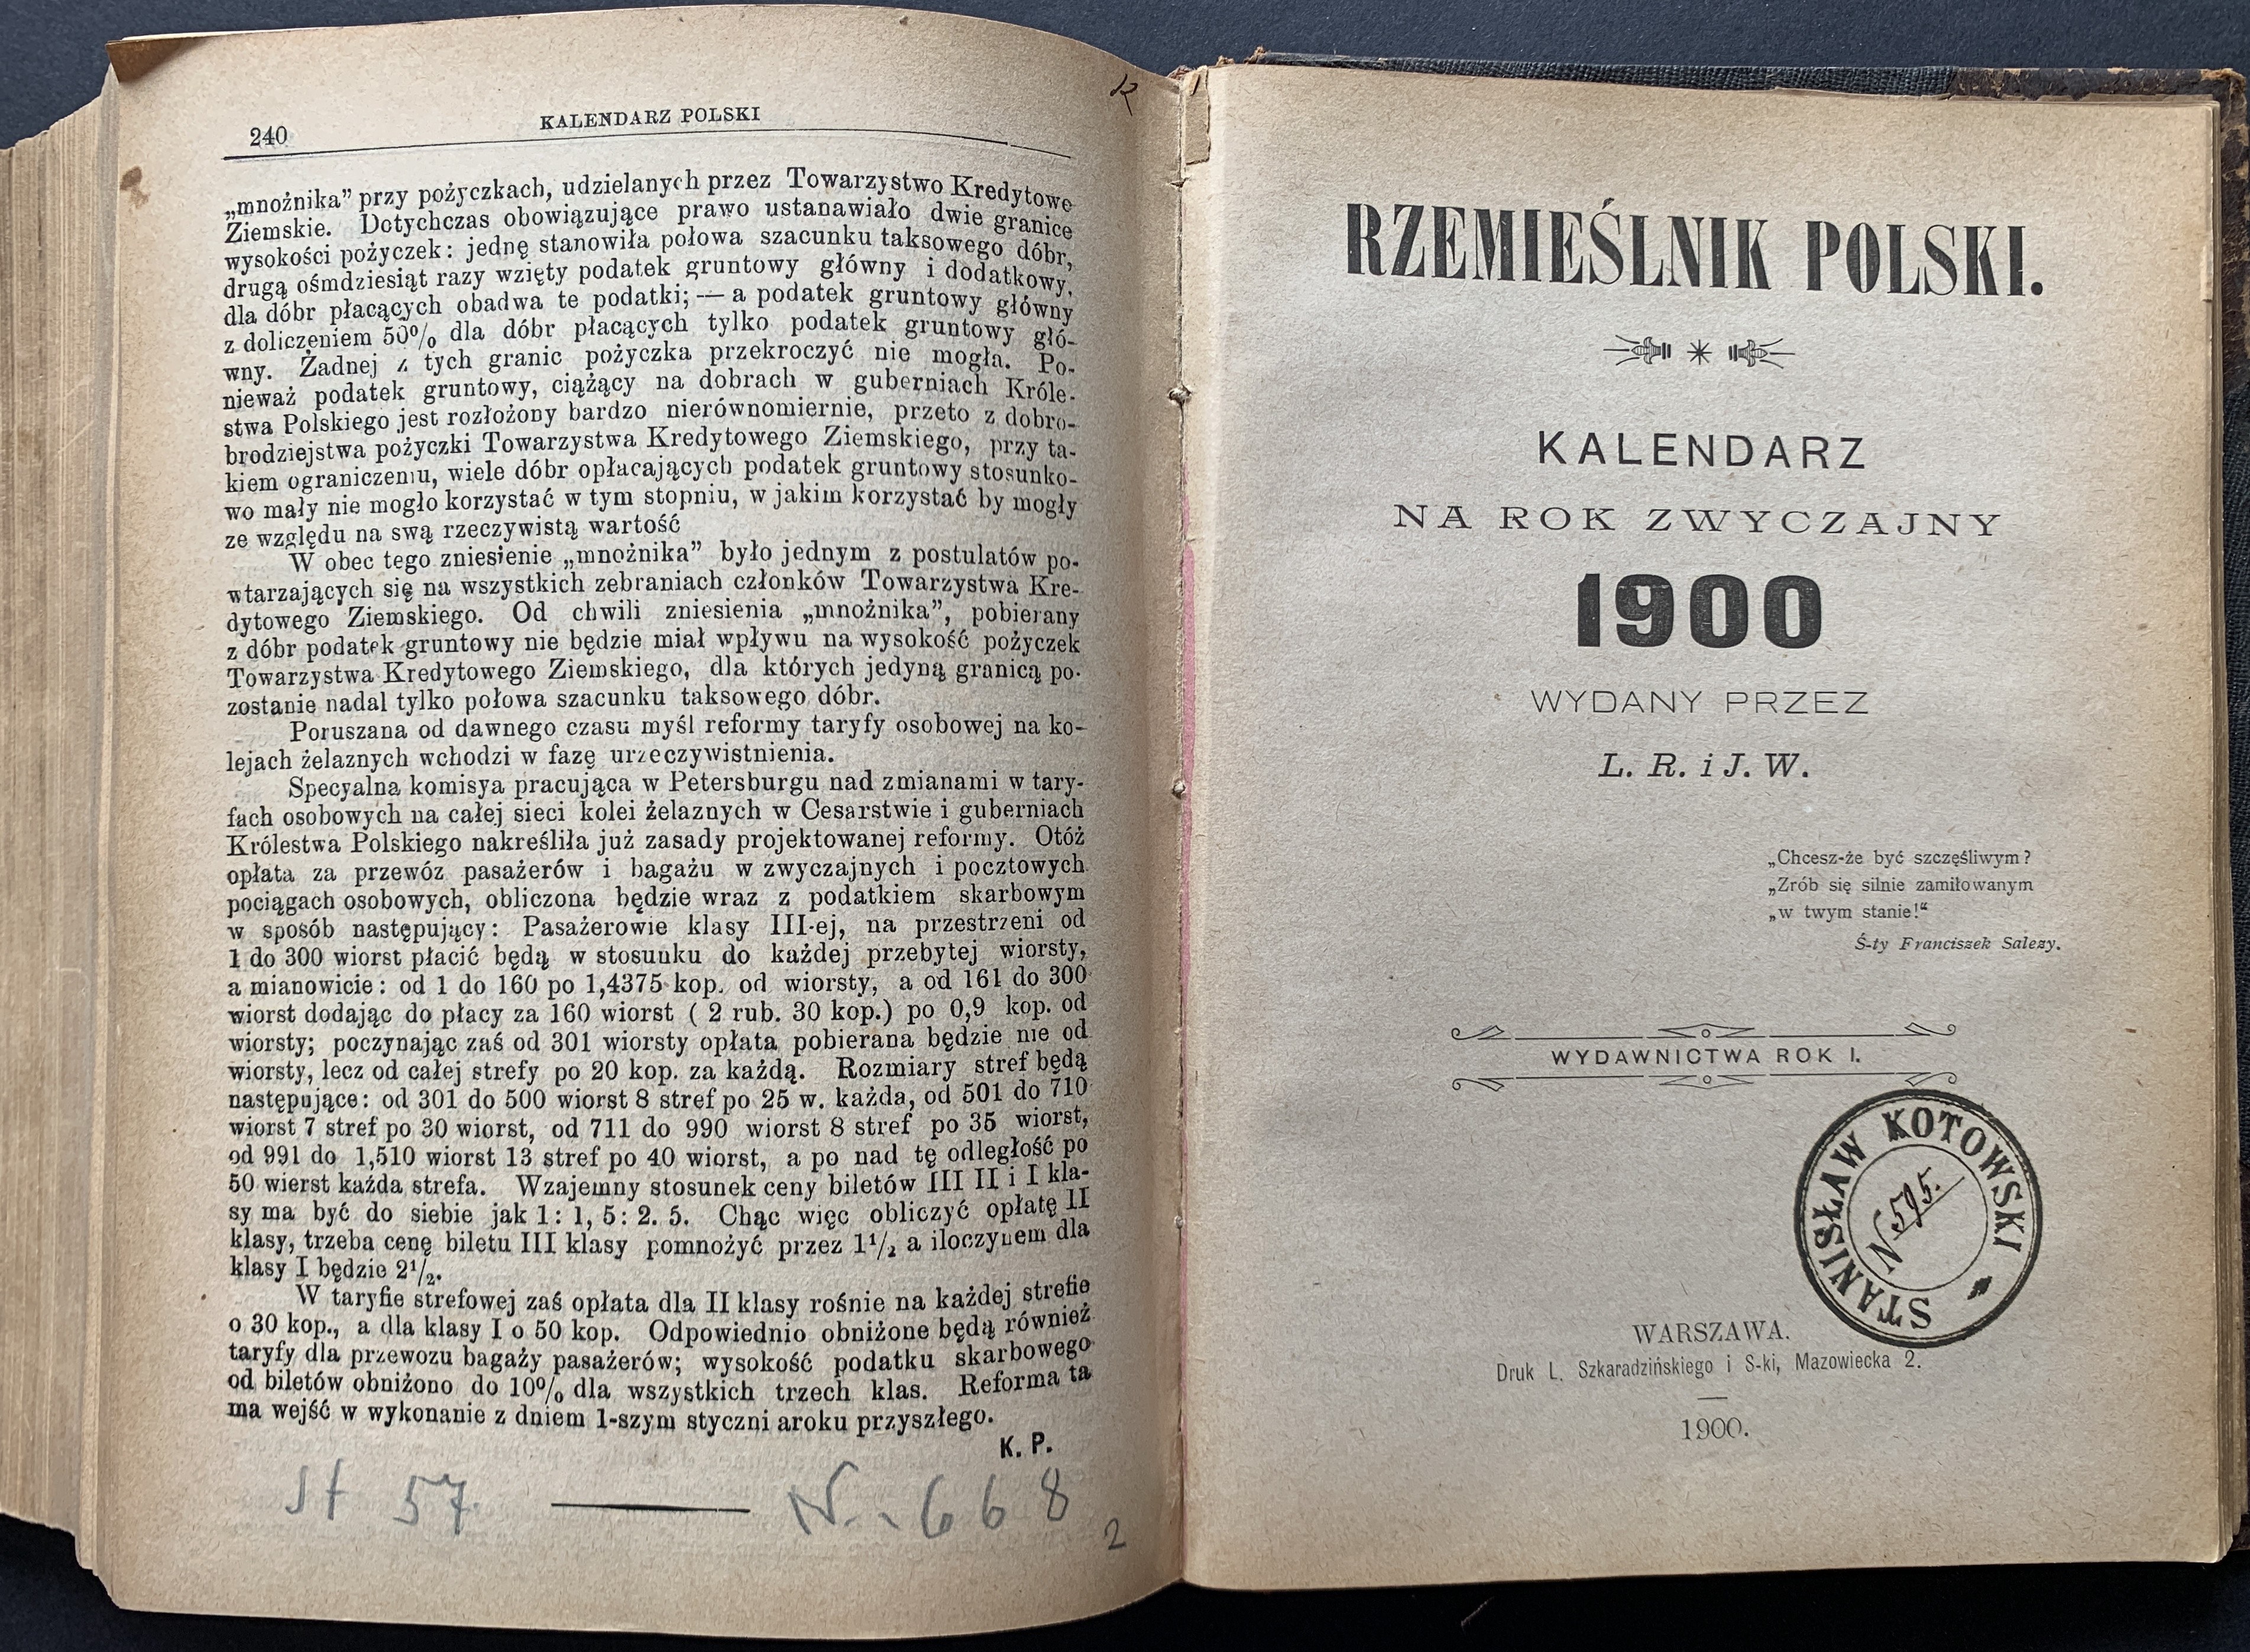 240
KALENDARZ POLSKI
„mnożnika” przy pożyczkach, udzielanych przez Towarzystwo Kredytowe
Ziemskie. Dotychczas obowiązujące prawo ustanawiało dwie granice
wysokości pożyczek: jednę stanowiła połowa szacunku taksowego dóbr,
drugą ośmdziesiąt razy wzięty podatek gruntowy główny i dodatkowy,
dla dóbr płacących obadwa te podatki; — a podatek gruntowy główny
z doliczeniem 50% dla dóbr płacących tylko podatek gruntowy głó-
wny. Żadnej z tych granic pożyczka przekroczyć nie mogła. Po-
nieważ podatek gruntowy, ciążący na dobrach w guberniach Króle-
stwa Polskiego jest rozłożony bardzo nierównomiernie, przeto z dobro-
brodziejstwa pożyczki Towarzystwa Kredytowego Ziemskiego, przy ta-
kiem ograniczeniu, wiele dóbr opłacających podatek gruntowy stosunko-
wo mały nie mogło korzystać w tym stopniu, w jakim korzystać by mogły
ze względu na swą rzeczywistą wartość
W obec tego zniesienie „mnożnika” było jednym z postulatów po-
wtarzających się na wszystkich zebraniach członków Towarzystwa Kre-
dytowego Ziemskiego. Od chwili zniesienia „mnożnika”, pobierany
z dóbr podatek gruntowy nie będzie miał wpływu na wysokość pożyczek
Towarzystwa Kredytowego Ziemskiego, dla których jedyną granicą po-
zostanie nadal tylko połowa szacunku taksowego dóbr.
Poruszana od dawnego czasu myśl reformy taryfy osobowej na ko-
lejach żelaznych wchodzi w fazę urzeczywistnienia.
Specyalna komisya pracująca w Petersburgu nad zmianami w tary-
fach osobowych na całej sieci kolei żelaznych w Cesarstwie i guberniach
Królestwa Polskiego nakreśliła już zasady projektowanej reformy. Otóż
opłata za przewóz pasażerów i bagażu w zwyczajnych i pocztowych
pociągach osobowych, obliczona będzie wraz z podatkiem skarbowym
w sposób następujący: Pasażerowie klasy III-ej, na przestrzeni od
1 do 300 wiorst płacić będą w stosunku do każdej przebytej wiorsty,
a mianowicie: od 1 do 160 po 1,4375 kop. od wiorsty, a od 161 do 300
wiorst dodając do płacy za 160 wiorst ( 2 rub. 30 kop.) po 0,9 kop. od
wiorsty; poczynając zaś od 301 wiorsty opłata pobierana będzie nie od
wiorsty, lecz od całej strefy po 20 kop. za każdą. Rozmiary stref będą
następujące: od 301 do 500 wiorst 8 stref po 25 w. każda, od 501 do 710
wiorst 7 stref po 30 wiorst, od 711 do 990 wiorst 8 stref po 35 wiorst,
od 991 do 1,510 wiorst 13 stref po 40 wiorst, a po nad tę odległość po
50 wierst każda strefa. Wzajemny stosunek ceny biletów III II i I kla-
sy ma być do siebie jak 1: 1, 5: 2. 5. Chąc więc obliczyć opłatę II
klasy, trzeba cenę biletu III klasy pomnożyć przez 1¹/₂ a iloczynem dla
klasy I będzie 2¹/₂.
W taryfie strefowej zaś opłata dla II klasy rośnie na każdej strefie
o 30 kop., a dla klasy I o 50 kop. Odpowiednio obniżone będą również
taryfy dla przewozu bagaży pasażerów; wysokość podatku skarbowego
od biletów obniżono do 10% dla wszystkich trzech klas. Reforma ta
ma wejść w wykonanie z dniem 1-szym styczni aroku przyszłego.
K. P.
st 57
N. 668
2
RZEMIEŚLNIK POLSKI.
KALENDARZ
NA ROK ZWYCZAJNY
1900
WYDANY PRZEZ
L. R. i J. W.
„Chcesz-że być szczęśliwym?
„Zrób się silnie zamiłowanym
„w twym stanie!“
Ś-ty Franciszek Salezy.
WYDAWNICTWA ROK I.
STANISŁAW KOTOWSKI
N 595.
WARSZAWA.
Druk L. Szkaradzińskiego i S-ki, Mazowiecka 2.
1900.